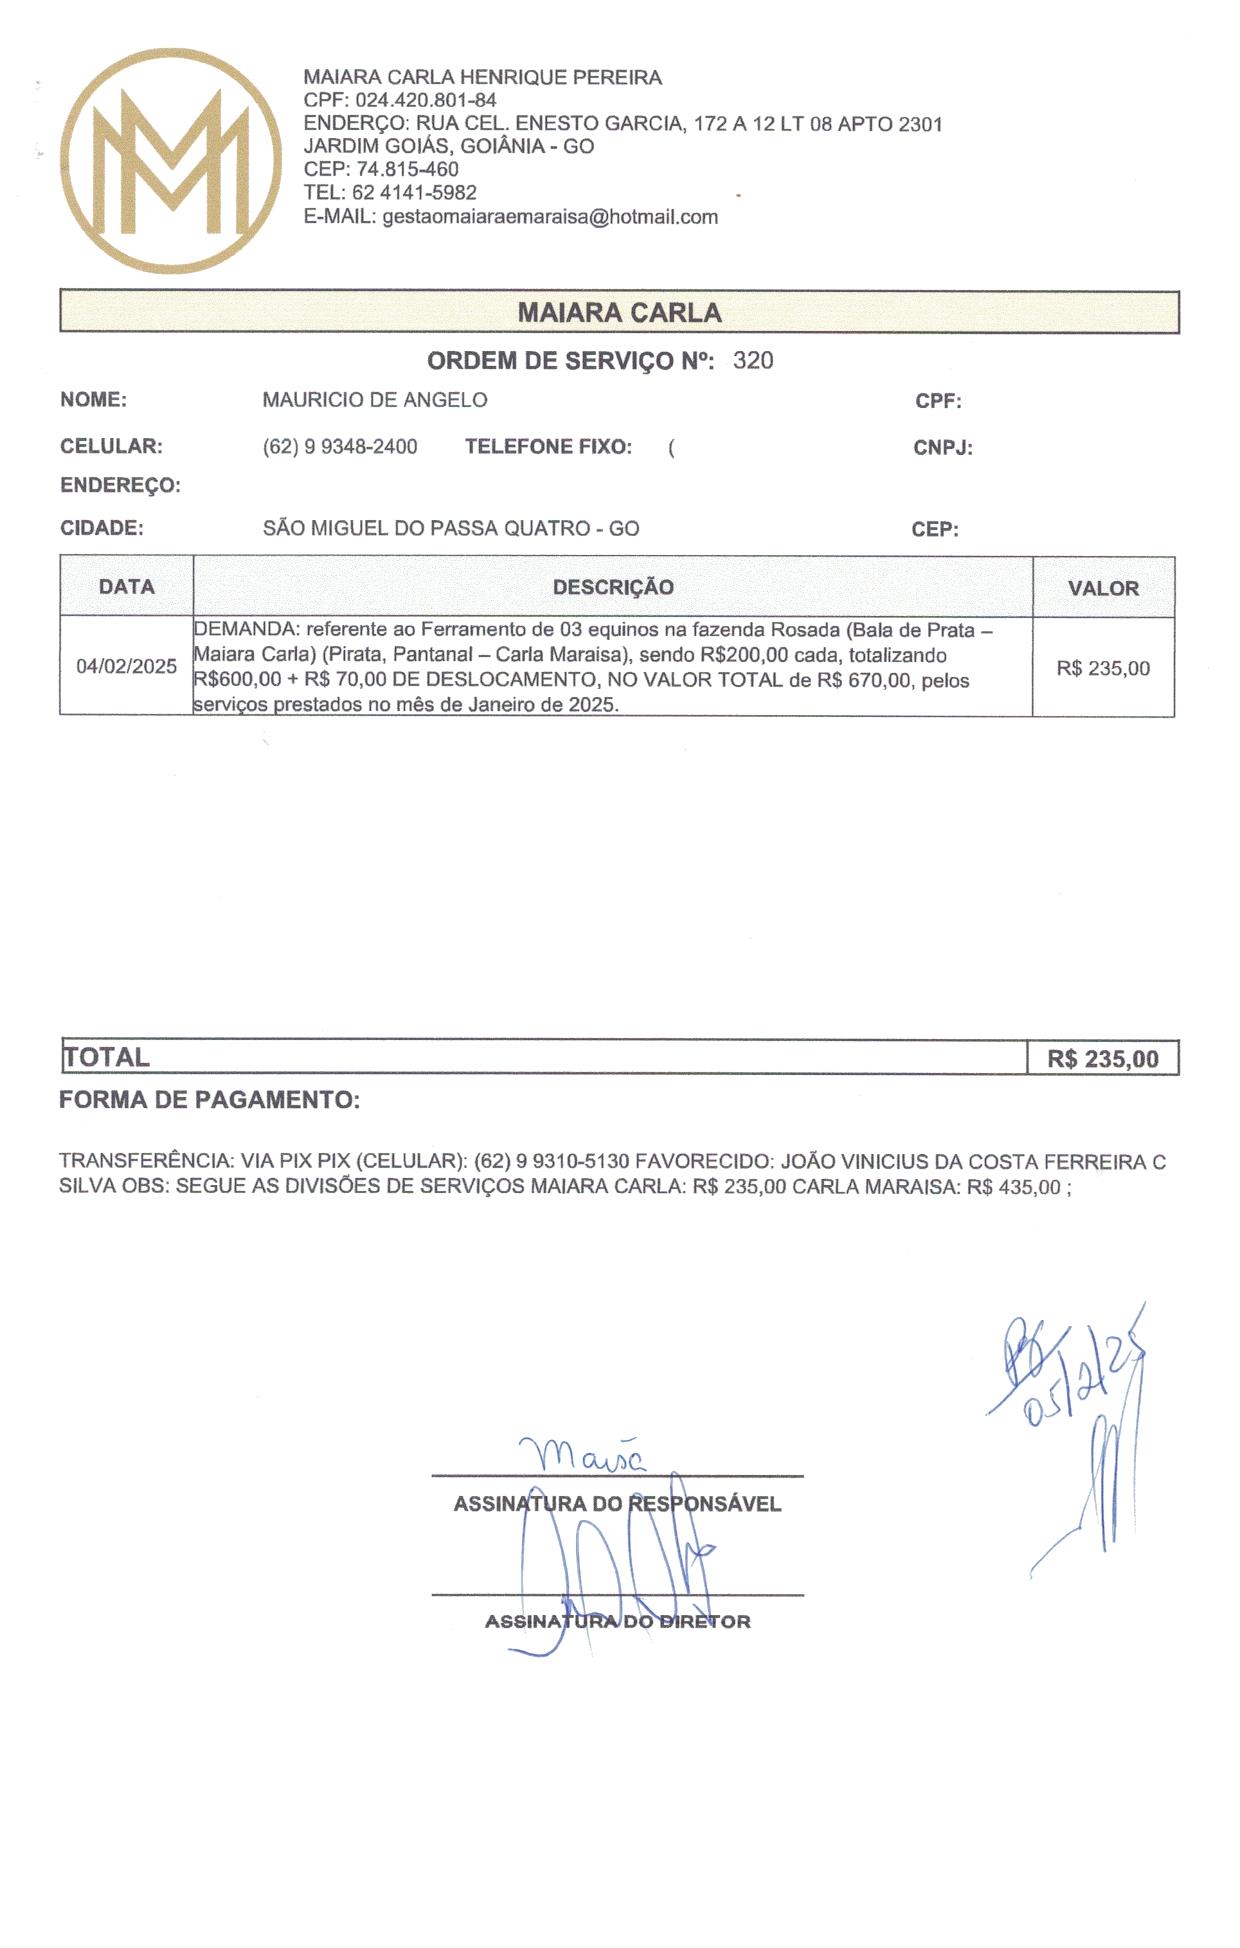 MAIARA CARLA HENRIQUE PEREIRA
CPF: 024.420.801-84
ENDERÇO: RUA CEL. ENESTO GARCIA, 172 A 12 LT 08 APTO 2301
JARDIM GOIÁS, GOIÂNIA - GO
CEP: 74.815-460
TEL: 62 4141-5982
E-MAIL: gestaomaiaraemaraisa@hotmail.com
MAIARA CARLA
ORDEM DE SERVIÇO Nº: 320
NOME: MAURICIO DE ANGELO CPF:
CELULAR: (62) 9 9348-2400 TELEFONE FIXO: ( CNPJ:
ENDEREÇO:
CIDADE: SÃO MIGUEL DO PASSA QUATRO - GO CEP:
DATA DESCRIÇÃO VALOR
DEMANDA: referente ao Ferramento de 03 equinos na fazenda Rosada (Bala de Prata –
Maiara Carla) (Pirata, Pantanal – Carla Maraisa), sendo R$200,00 cada, totalizando
04/02/2025 R$ 235,00
R$600,00 + R$ 70,00 DE DESLOCAMENTO, NO VALOR TOTAL de R$ 670,00, pelos
serviços prestados no mês de Janeiro de 2025.
TOTAL R$ 235,00
FORMA DE PAGAMENTO:
TRANSFERÊNCIA: VIA PIX PIX (CELULAR): (62) 9 9310-5130 FAVORECIDO: JOÃO VINICIUS DA COSTA FERREIRA C
SILVA OBS: SEGUE AS DIVISÕES DE SERVIÇOS MAIARA CARLA: R$ 235,00 CARLA MARAISA: R$ 435,00 ;
05/2/25
Maisa
ASSINATURA DO RESPONSÁVEL
ASSINATURA DO DIRETOR